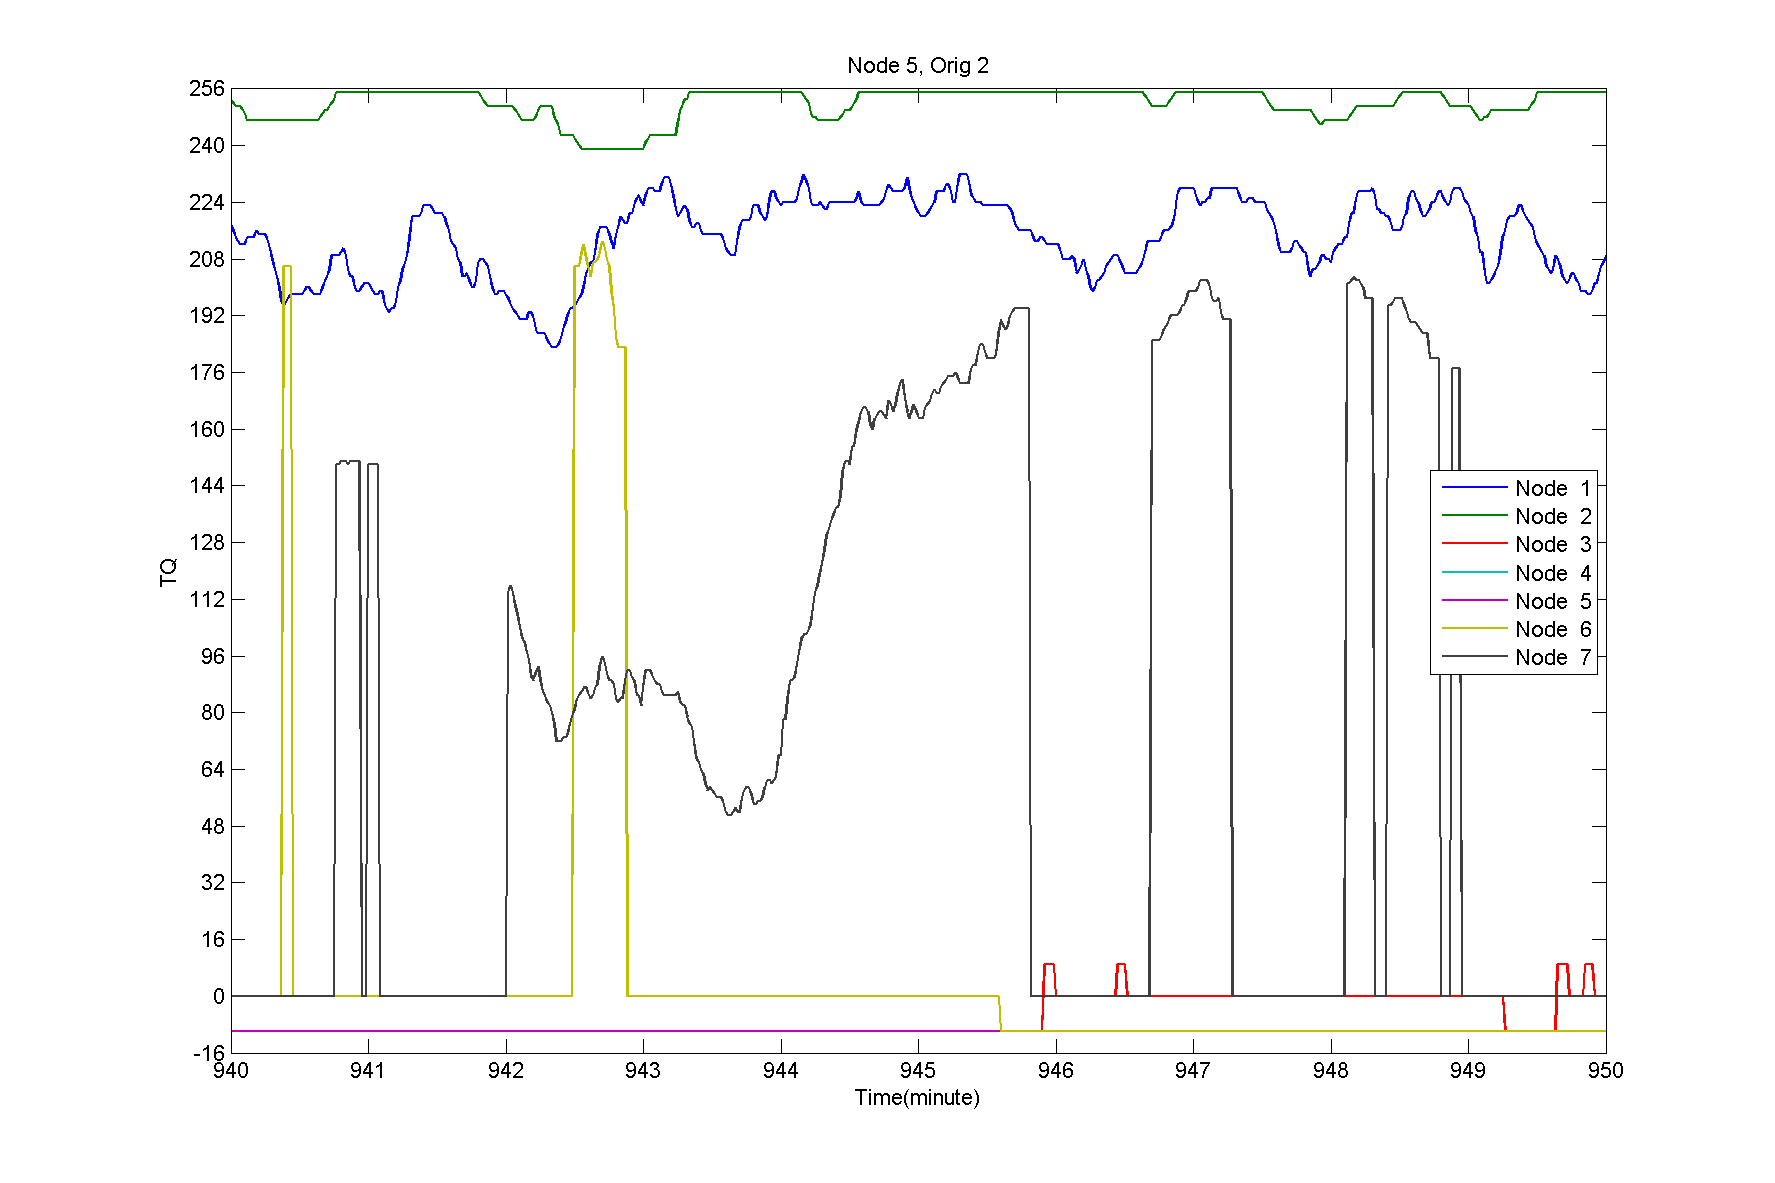 Node 5, Orig 2
256
240
224
208
192
176
160
144
128
112
96
80
64
48
32
16
0
-16
TQ
Node 1
Node 2
Node 3
Node 4
Node 5
Node 6
Node 7
940 941 942 943 944 945 946 947 948 949 950
Time(minute)